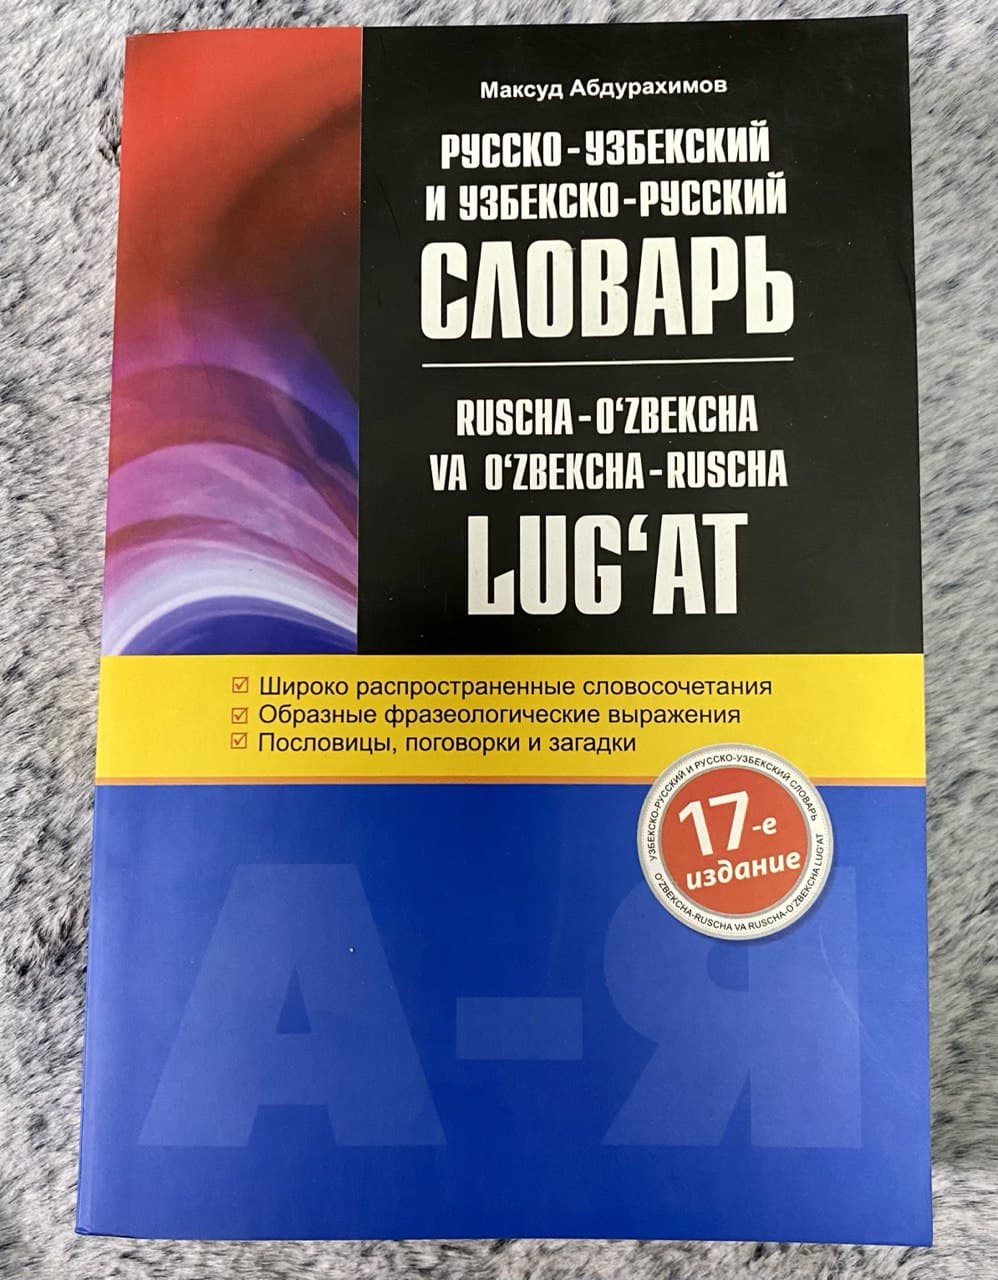 Максуд Абдурахимов
РУССКО-УЗБЕКСКИЙ
И УЗБЕКСКО-РУССКИЙ
СЛОВАРЬ
RUSCHA-O‘ZBEKCHA
VA O‘ZBEKCHA-RUSCHA
LUG‘AT
Широко распространенные словосочетания
Образные фразеологические выражения
Пословицы, поговорки и загадки
УЗБЕКСКО-РУССКИЙ И РУССКО-УЗБЕКСКИЙ СЛОВАРЬ
17-е
издание
O‘ZBEKCHA-RUSCHA VA RUSCHA-O‘ZBEKCHA LUG‘AT
А-Я